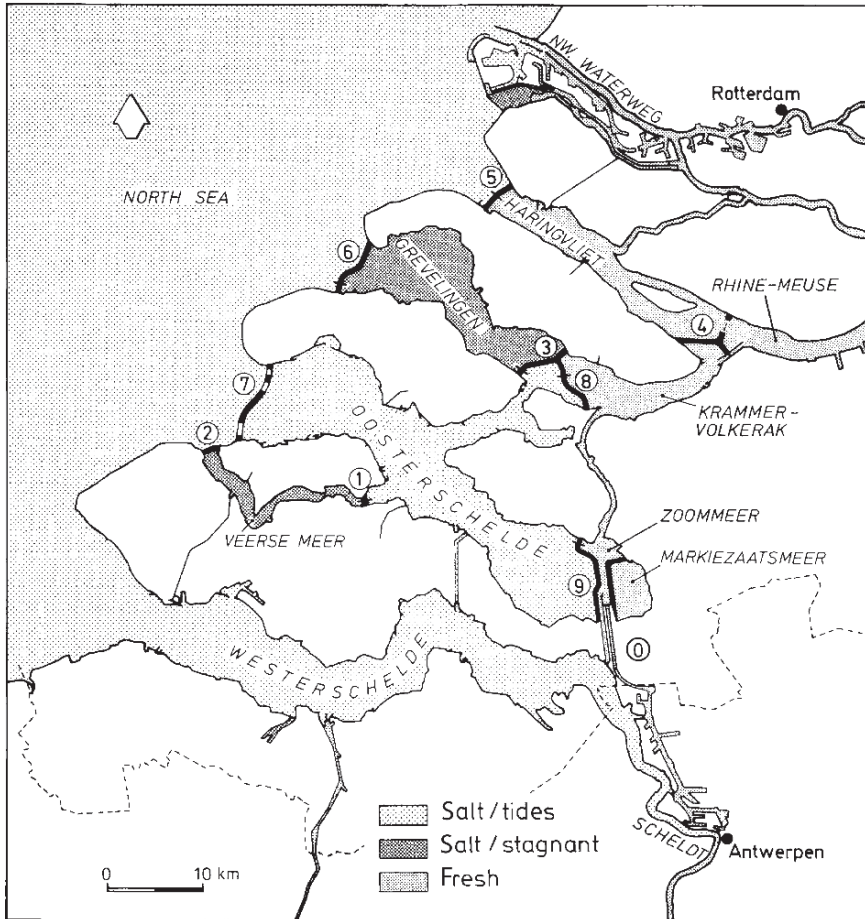 NW WATERWEG
Rotterdam
NORTH SEA
5
HARINGVLIET
6
GREVELINGEN
RHINE-MEUSE
4
3
7
8
KRAMMER-
VOLKERAK
2
OOSTERSCHELDE
1
ZOOMMEER
VEERSE MEER
MARKIEZAATSMEER
9
WESTERSCHELDE
0
Salt/tides
Salt/stagnant
Fresh
SCHELDT
Antwerpen
0 10 km